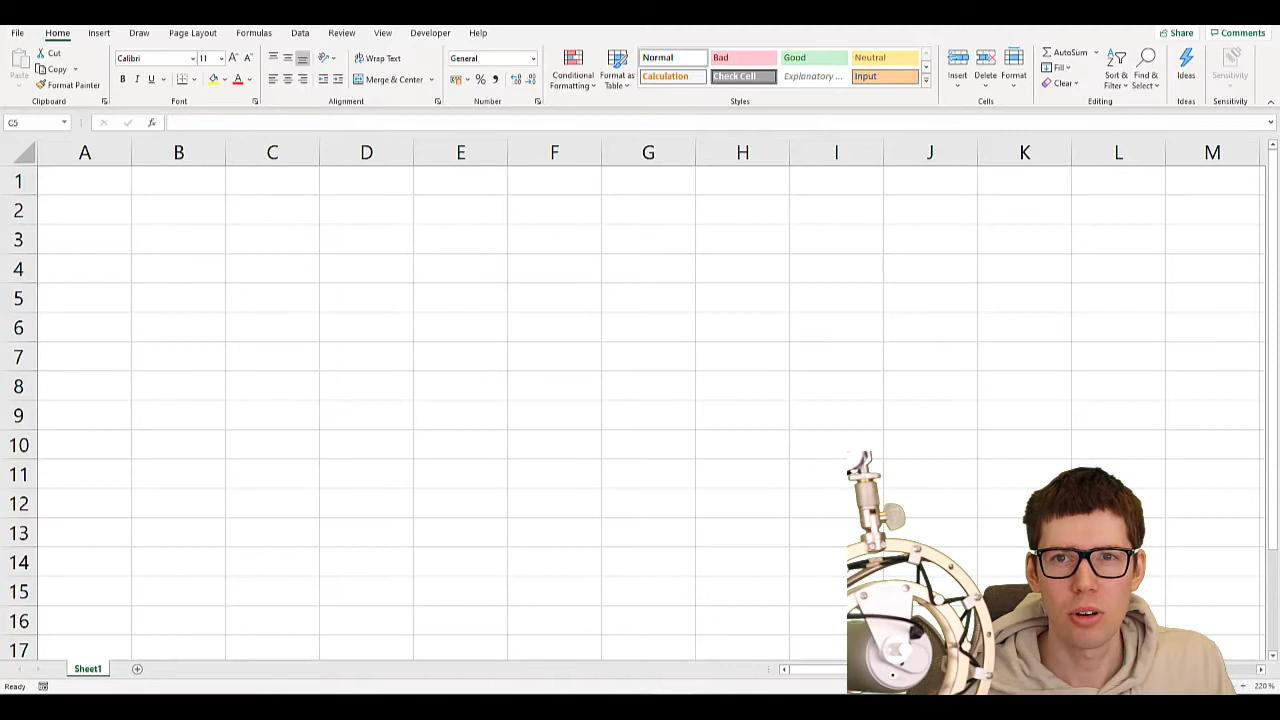 File Home Insert Draw Page Layout Formulas Data Review View Developer Help Share Comments
Paste Cut Copy Format Painter Clipboard
Calibri 11 B I U A Font
Wrap Text Merge & Center Alignment
General % Number
Conditional Formatting Format as Table
Normal Bad Good Neutral
Calculation Check Cell Explanatory ... Input
Styles
Insert Delete Format Cells
AutoSum Fill Clear Sort & Filter Find & Select Editing
Ideas Ideas
Sensitivity Sensitivity
C5 fx
A B C D E F G H I J K L M
1
2
3
4
5
6
7
8
9
10
11
12
13
14
15
16
17
Sheet1
Ready 220 %